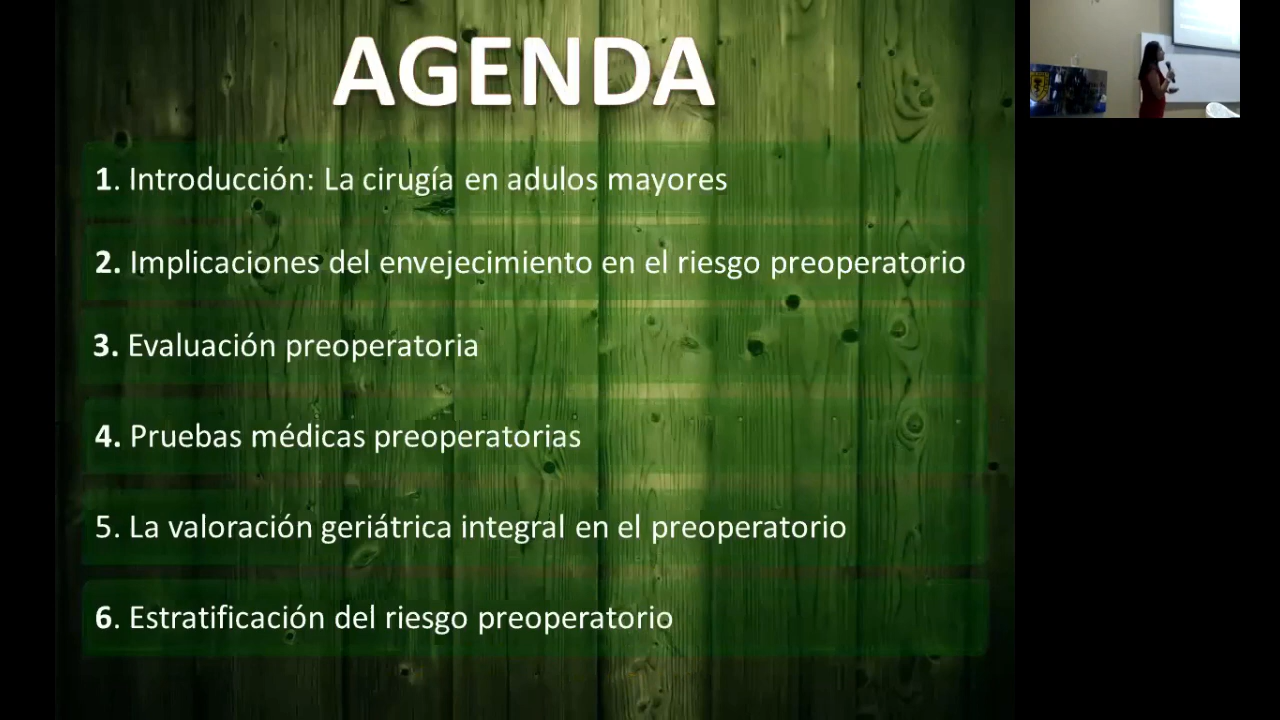 AGENDA
1. Introducción: La cirugía en adulos mayores
2. Implicaciones del envejecimiento en el riesgo preoperatorio
3. Evaluación preoperatoria
4. Pruebas médicas preoperatorias
5. La valoración geriátrica integral en el preoperatorio
6. Estratificación del riesgo preoperatorio